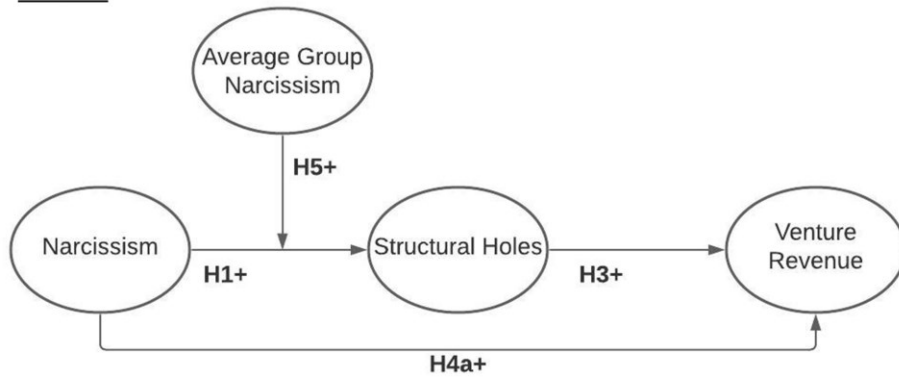 Average Group
Narcissism
H5+
Narcissism
Structural Holes
Venture
Revenue
H1+
H3+
H4a+